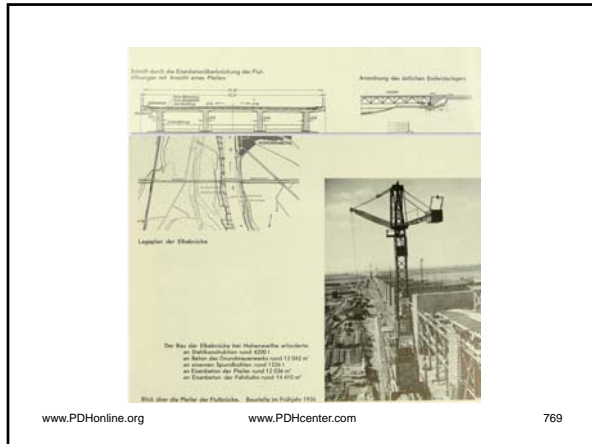 Schnitt durch die Eisenbetonüberbrückung der Flut-
öffnungen mit Ansicht eines Pfeilers
Anordnung des östlichen Endwiderlagers
HOHENWARTHE
Lageplan der Elbebrücke
Der Bau der Elbebrücke bei Hohenwarthe erforderte:
an Stahlkonstruktion rund 4200 t
an Beton des Grundmauerwerks rund 13 042 m³
an eisernen Spundbohlen rund 1526 t
an Eisenbeton der Pfeiler rund 12 036 m³
an Eisenbeton der Fahrbahn rund 14 410 m²
Blick über die Pfeiler der Flutbrücke. Baustelle im Frühjahr 1936
www.PDHonline.org
www.PDHcenter.com
769